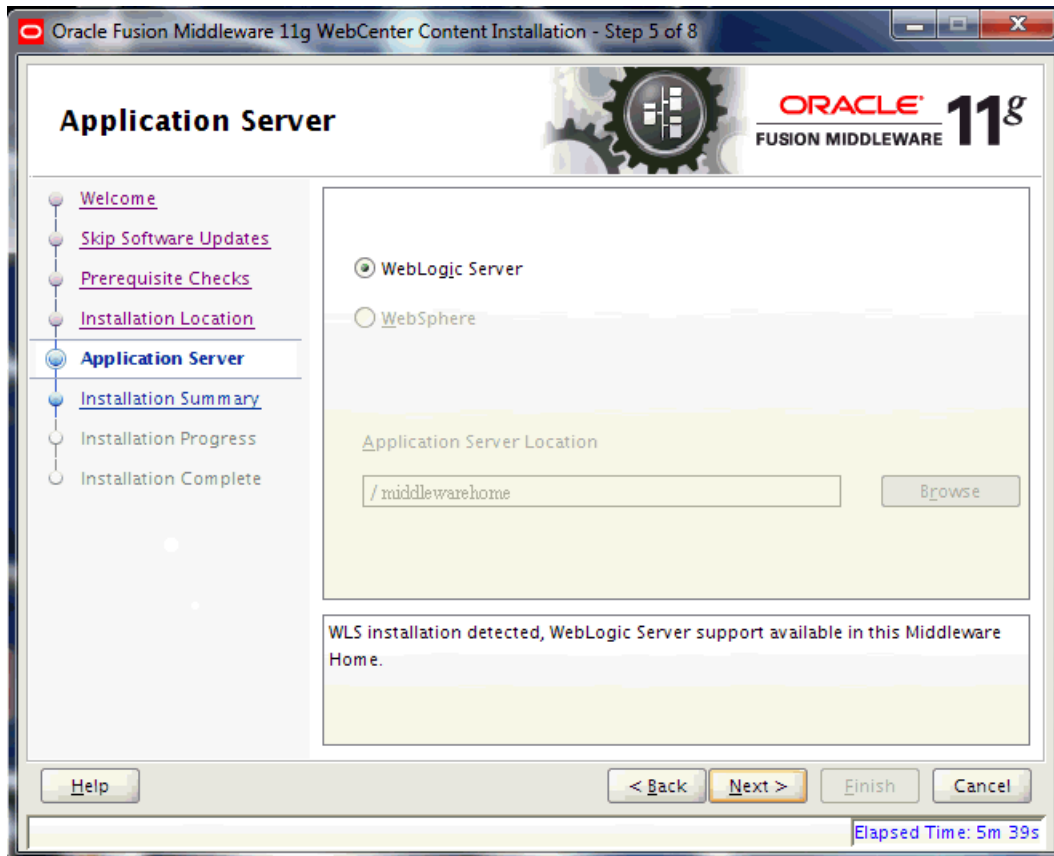 Oracle Fusion Middleware 11g WebCenter Content Installation - Step 5 of 8
Application Server
ORACLE
FUSION MIDDLEWARE
11g
Welcome
Skip Software Updates
Prerequisite Checks
Installation Location
Application Server
Installation Summary
Installation Progress
Installation Complete
WebLogic Server
WebSphere
Application Server Location
/middlewarehome
Browse
WLS installation detected, WebLogic Server support available in this Middleware
Home.
Help
< Back
Next >
Finish
Cancel
Elapsed Time: 5m 39s